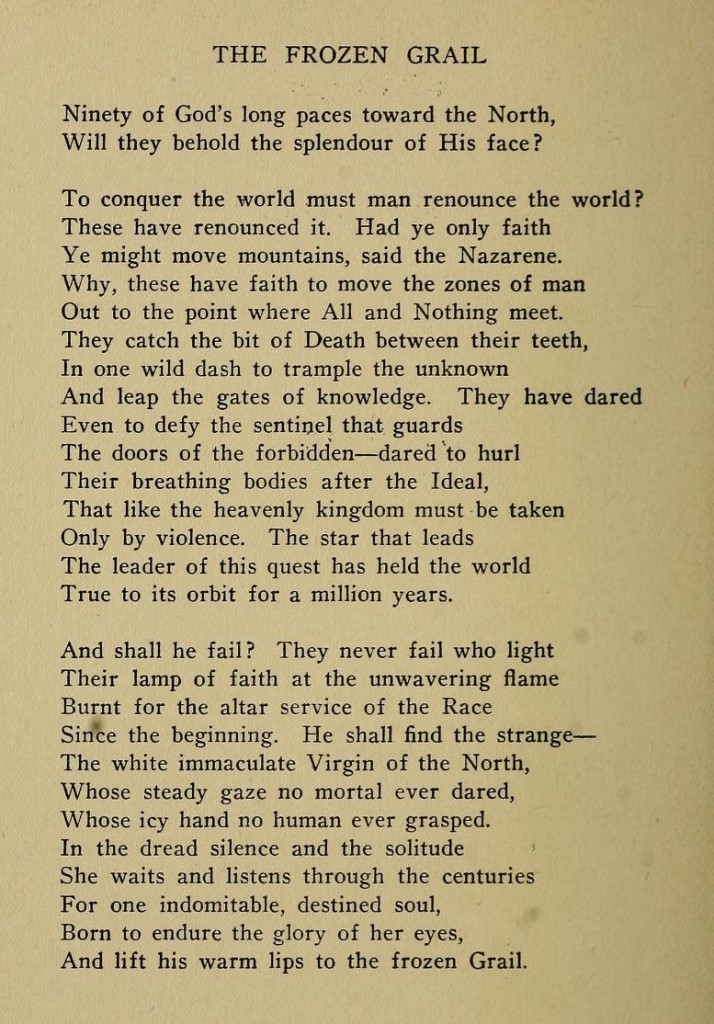 THE FROZEN GRAIL
Ninety of God's long paces toward the North,
Will they behold the splendour of His face?
To conquer the world must man renounce the world?
These have renounced it. Had ye only faith
Ye might move mountains, said the Nazarene.
Why, these have faith to move the zones of man
Out to the point where All and Nothing meet.
They catch the bit of Death between their teeth,
In one wild dash to trample the unknown
And leap the gates of knowledge. They have dared
Even to defy the sentinel that guards
The doors of the forbidden—dared to hurl
Their breathing bodies after the Ideal,
That like the heavenly kingdom must be taken
Only by violence. The star that leads
The leader of this quest has held the world
True to its orbit for a million years.
And shall he fail? They never fail who light
Their lamp of faith at the unwavering flame
Burnt for the altar service of the Race
Since the beginning. He shall find the strange—
The white immaculate Virgin of the North,
Whose steady gaze no mortal ever dared,
Whose icy hand no human ever grasped.
In the dread silence and the solitude
She waits and listens through the centuries
For one indomitable, destined soul,
Born to endure the glory of her eyes,
And lift his warm lips to the frozen Grail.